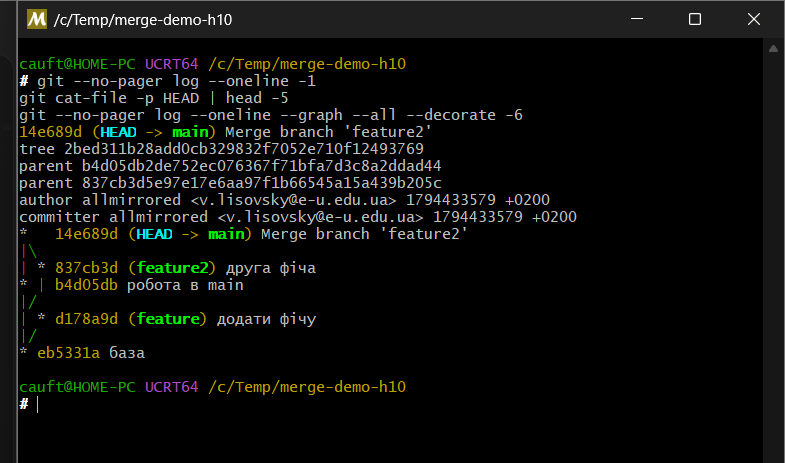 /c/Temp/merge-demo-h10
cauft@HOME-PC UCRT64 /c/Temp/merge-demo-h10
# git --no-pager log --oneline -1
git cat-file -p HEAD | head -5
git --no-pager log --oneline --graph --all --decorate -6
14e689d (HEAD -> main) Merge branch 'feature2'
tree 2bed311b28add0cb329832f7052e710f12493769
parent b4d05db2de752ec076367f71bfa7d3c8a2ddad44
parent 837cb3d5e97e17e6aa97f1b66545a15a439b205c
author allmirrored <v.lisovsky@e-u.edu.ua> 1794433579 +0200
committer allmirrored <v.lisovsky@e-u.edu.ua> 1794433579 +0200
*   14e689d (HEAD -> main) Merge branch 'feature2'
|\
| * 837cb3d (feature2) друга фіча
* | b4d05db робота в main
|/
| * d178a9d (feature) додати фічу
|/
* eb5331a база
cauft@HOME-PC UCRT64 /c/Temp/merge-demo-h10
#